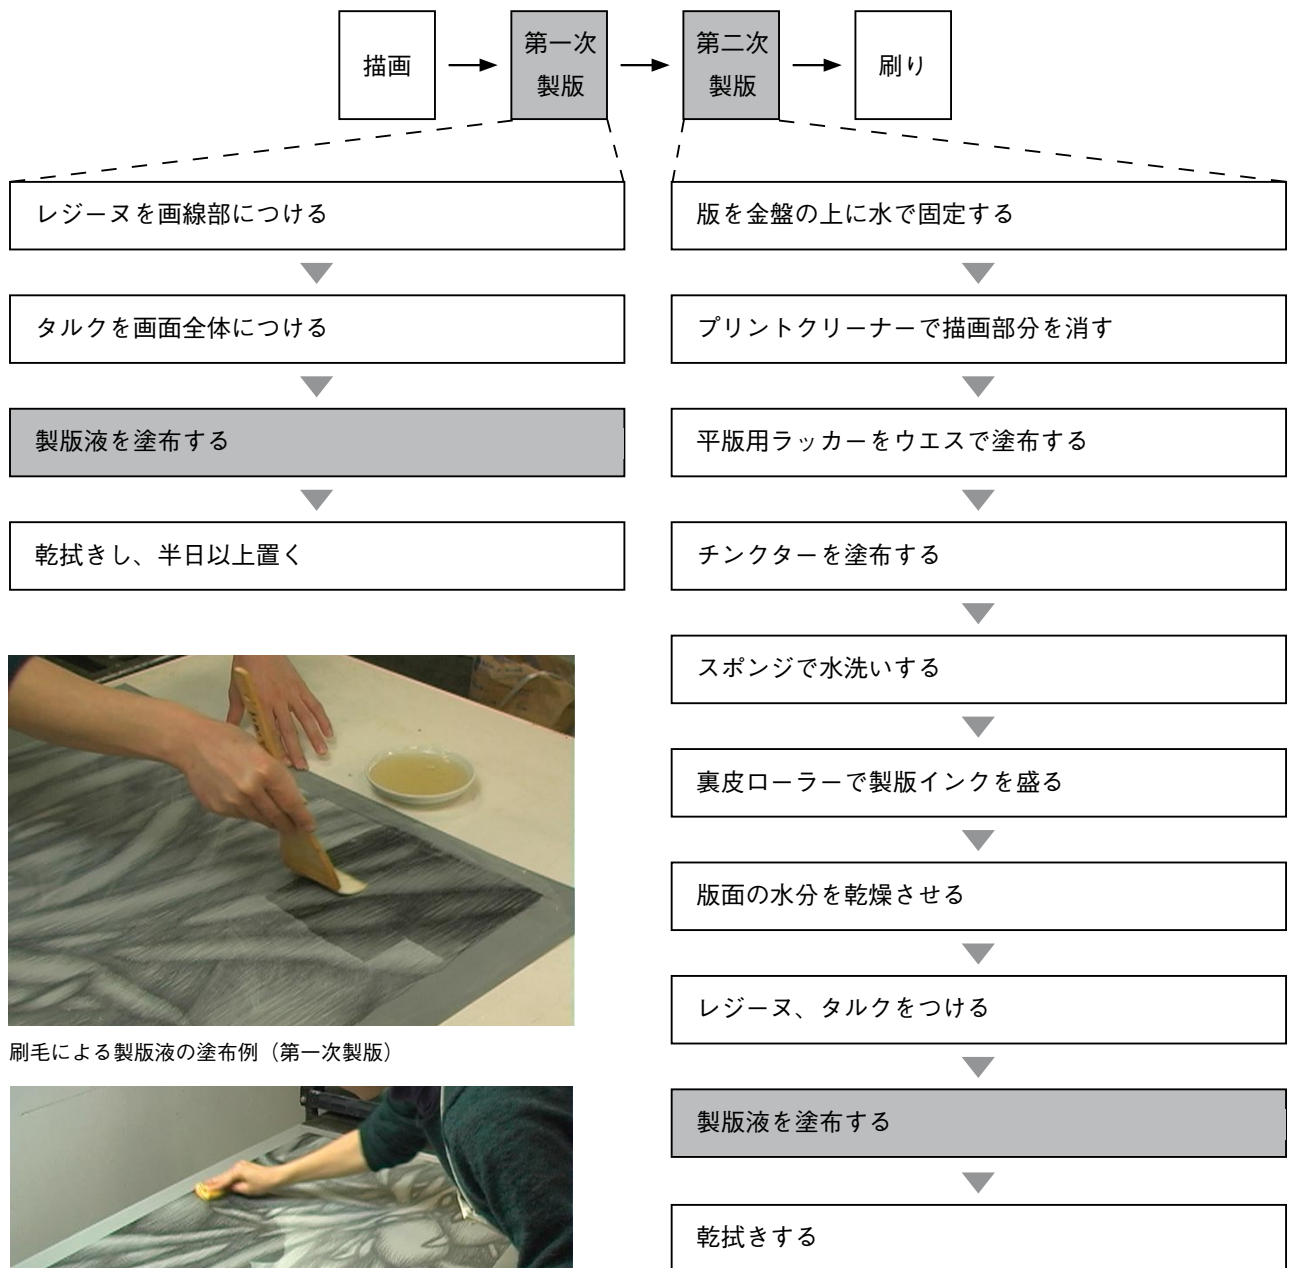 描画
第一次
製版
第二次
製版
刷り
レジーヌを画線部につける
タルクを画面全体につける
製版液を塗布する
乾拭きし、半日以上置く
刷毛による製版液の塗布例（第一次製版）
版を金盤の上に水で固定する
プリントクリーナーで描画部分を消す
平版用ラッカーをウエスで塗布する
チンクターを塗布する
スポンジで水洗いする
裏皮ローラーで製版インクを盛る
版面の水分を乾燥させる
レジーヌ、タルクをつける
製版液を塗布する
乾拭きする